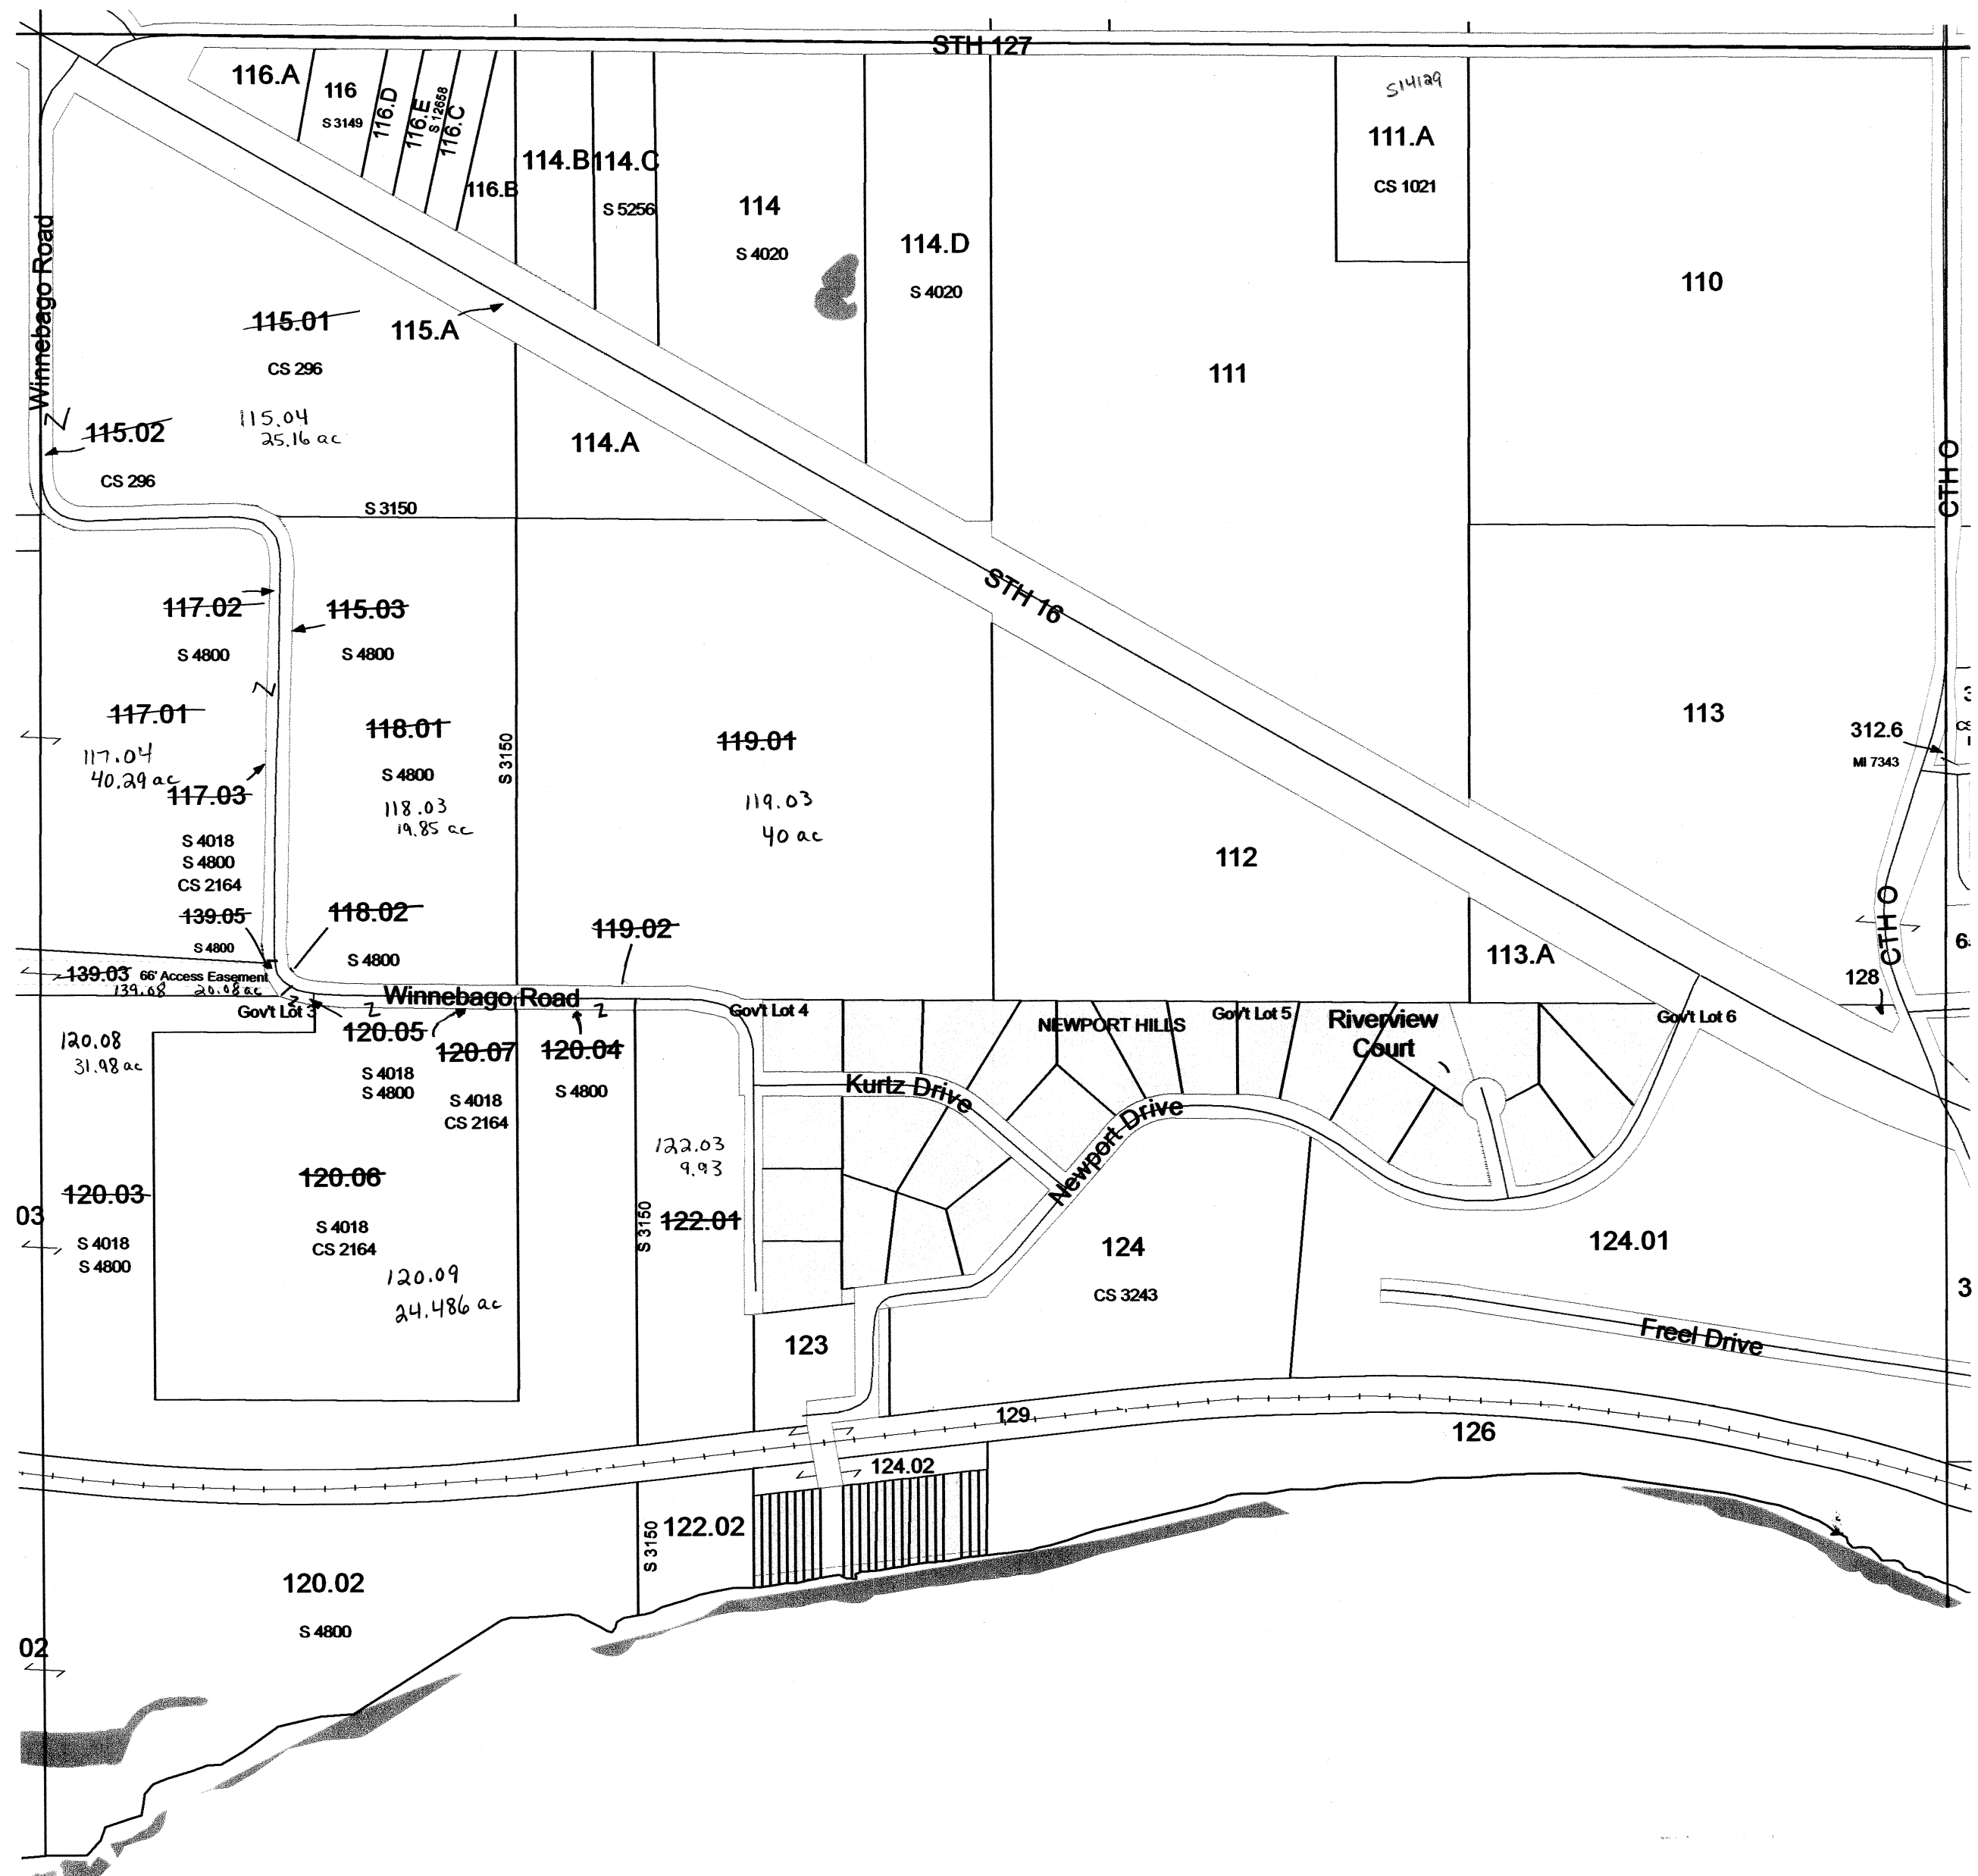 STH 127
116.A
116
S 3149
116.D
116.E
S 12658
116.C
116.B
114.B
114.C
S 5256
114
S 4020
114.D
S 4020
S14129
111.A
CS 1021
110
111
Winnebago Road
115.01
CS 296
115.A
115.04
25.16 ac
115.02
CS 296
114.A
S 3150
CTH O
STH 16
117.02
S 4800
115.03
S 4800
117.01
117.04
40.29 ac
117.03
S 4018
S 4800
CS 2164
139.05
S 4800
118.01
S 4800
118.03
19.85 ac
S 3150
119.01
119.03
40 ac
113
312.6
MI 7343
112
118.02
S 4800
119.02
113.A
CTH O
128
139.03 66' Access Easement
139.08 20.08 ac
Winnebago Road
Gov't Lot 3
Gov't Lot 4
NEWPORT HILLS
Gov't Lot 5
Riverview
Court
Gov't Lot 6
120.08
31.98 ac
120.05
S 4018
S 4800
120.07
S 4018
CS 2164
120.04
S 4800
Kurtz Drive
Newport Drive
122.03
9.93
120.03
S 4018
S 4800
120.06
S 4018
CS 2164
120.09
24.486 ac
03
S 3150
122.01
124
CS 3243
124.01
Freel Drive
123
129
126
124.02
122.02
S 3150
120.02
S 4800
02